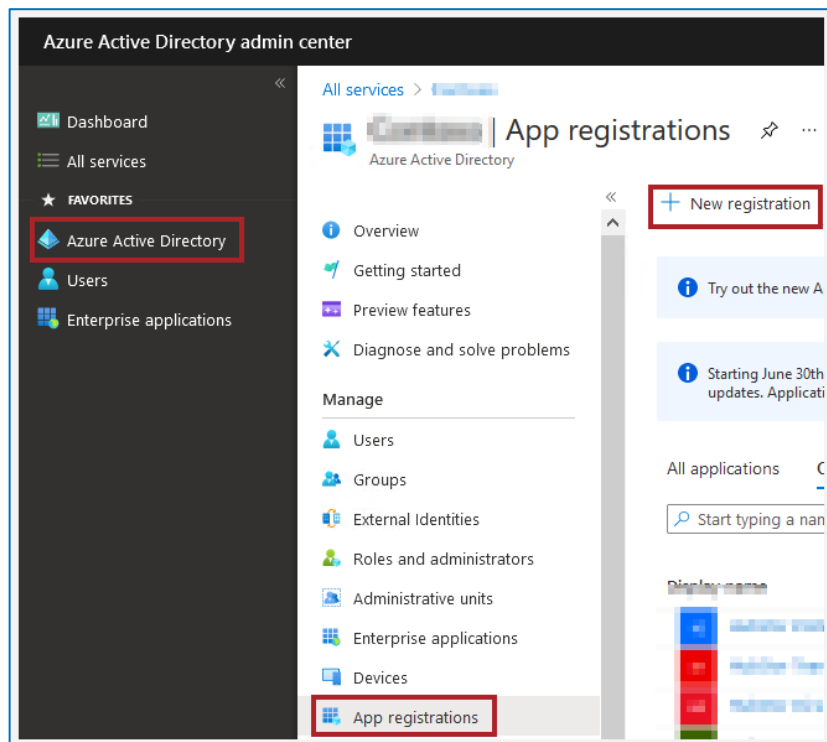 Azure Active Directory admin center
«
Dashboard
All services
FAVORITES
Azure Active Directory
Users
Enterprise applications
All services >
| App registrations ...
Azure Active Directory
«
Overview
Getting started
Preview features
Diagnose and solve problems
Manage
Users
Groups
External Identities
Roles and administrators
Administrative units
Enterprise applications
Devices
App registrations
+ New registration
Try out the new A
Starting June 30th
updates. Applicati
All applications
Start typing a nam
Display name